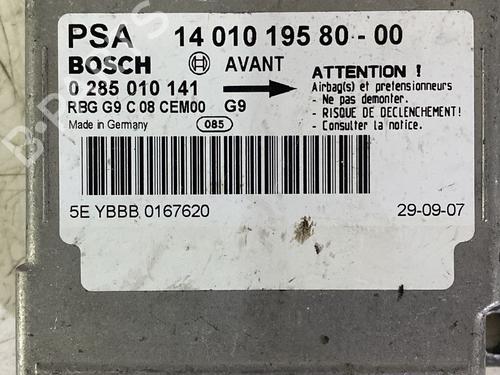 PSA 14 010 195 80 - 00
BOSCH AVANT
0 285 010 141
RBG G9 C 08 CEM00 G9
Made in Germany 085
ATTENTION !
Airbag(s) et pretensionneurs
- Ne pas demonter.
- RISQUE DE DECLENCHEMENT!
- Consulter la notice.
5E YBBB 0167620 29-09-07